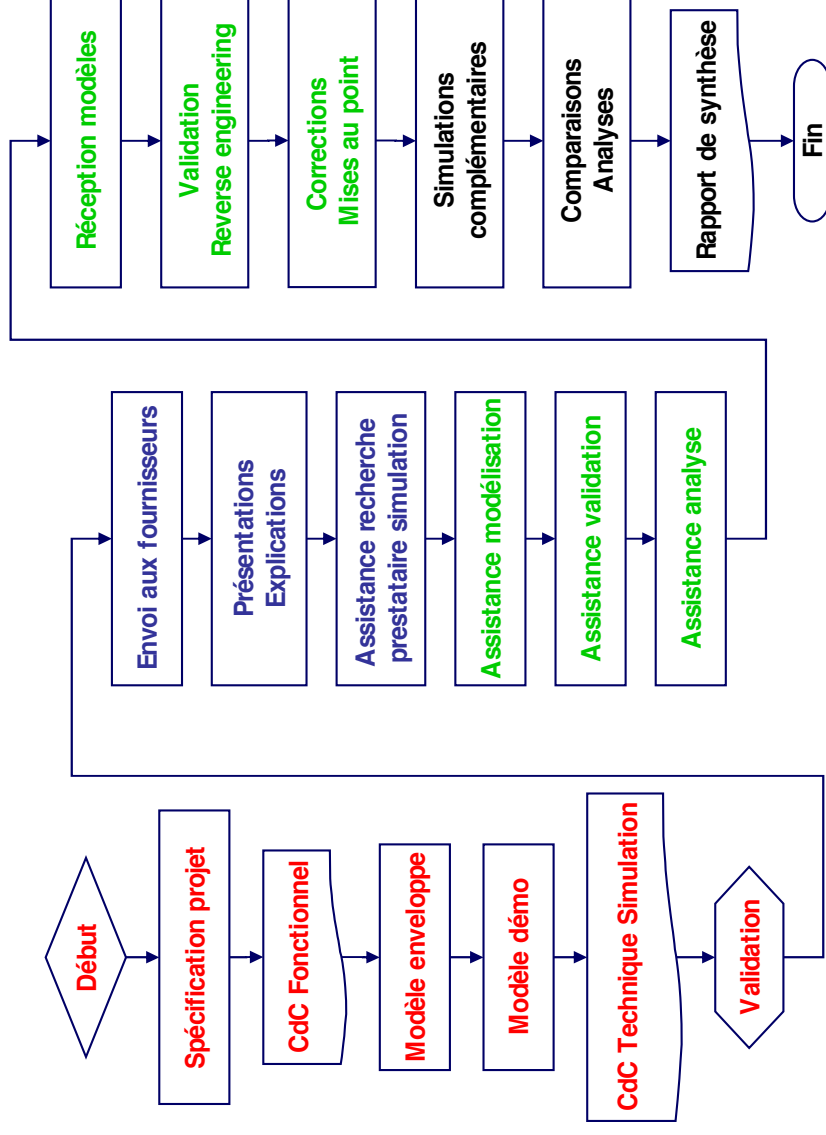 Début
Spécification projet
CdC Fonctionnel
Modèle enveloppe
Modèle démo
CdC Technique Simulation
Validation
Envoi aux fournisseurs
Présentations
Explications
Assistance recherche
prestataire simulation
Assistance modélisation
Assistance validation
Assistance analyse
Réception modèles
Validation
Reverse engineering
Corrections
Mises au point
Simulations
complémentaires
Comparaisons
Analyses
Rapport de synthèse
Fin